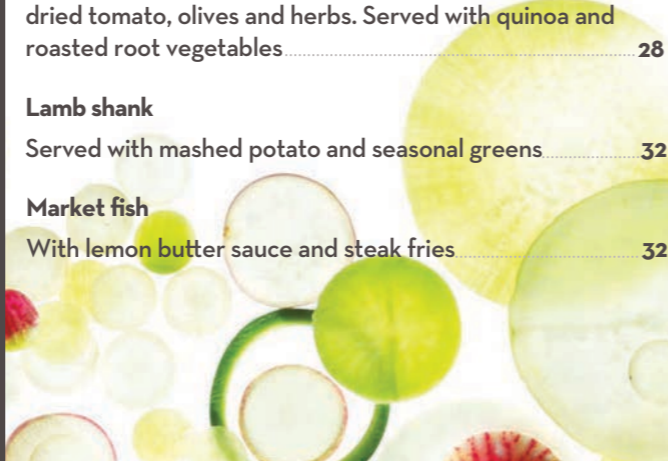 dried tomato, olives and herbs. Served with quinoa and
roasted root vegetables 28
Lamb shank
Served with mashed potato and seasonal greens 32
Market fish
With lemon butter sauce and steak fries 32